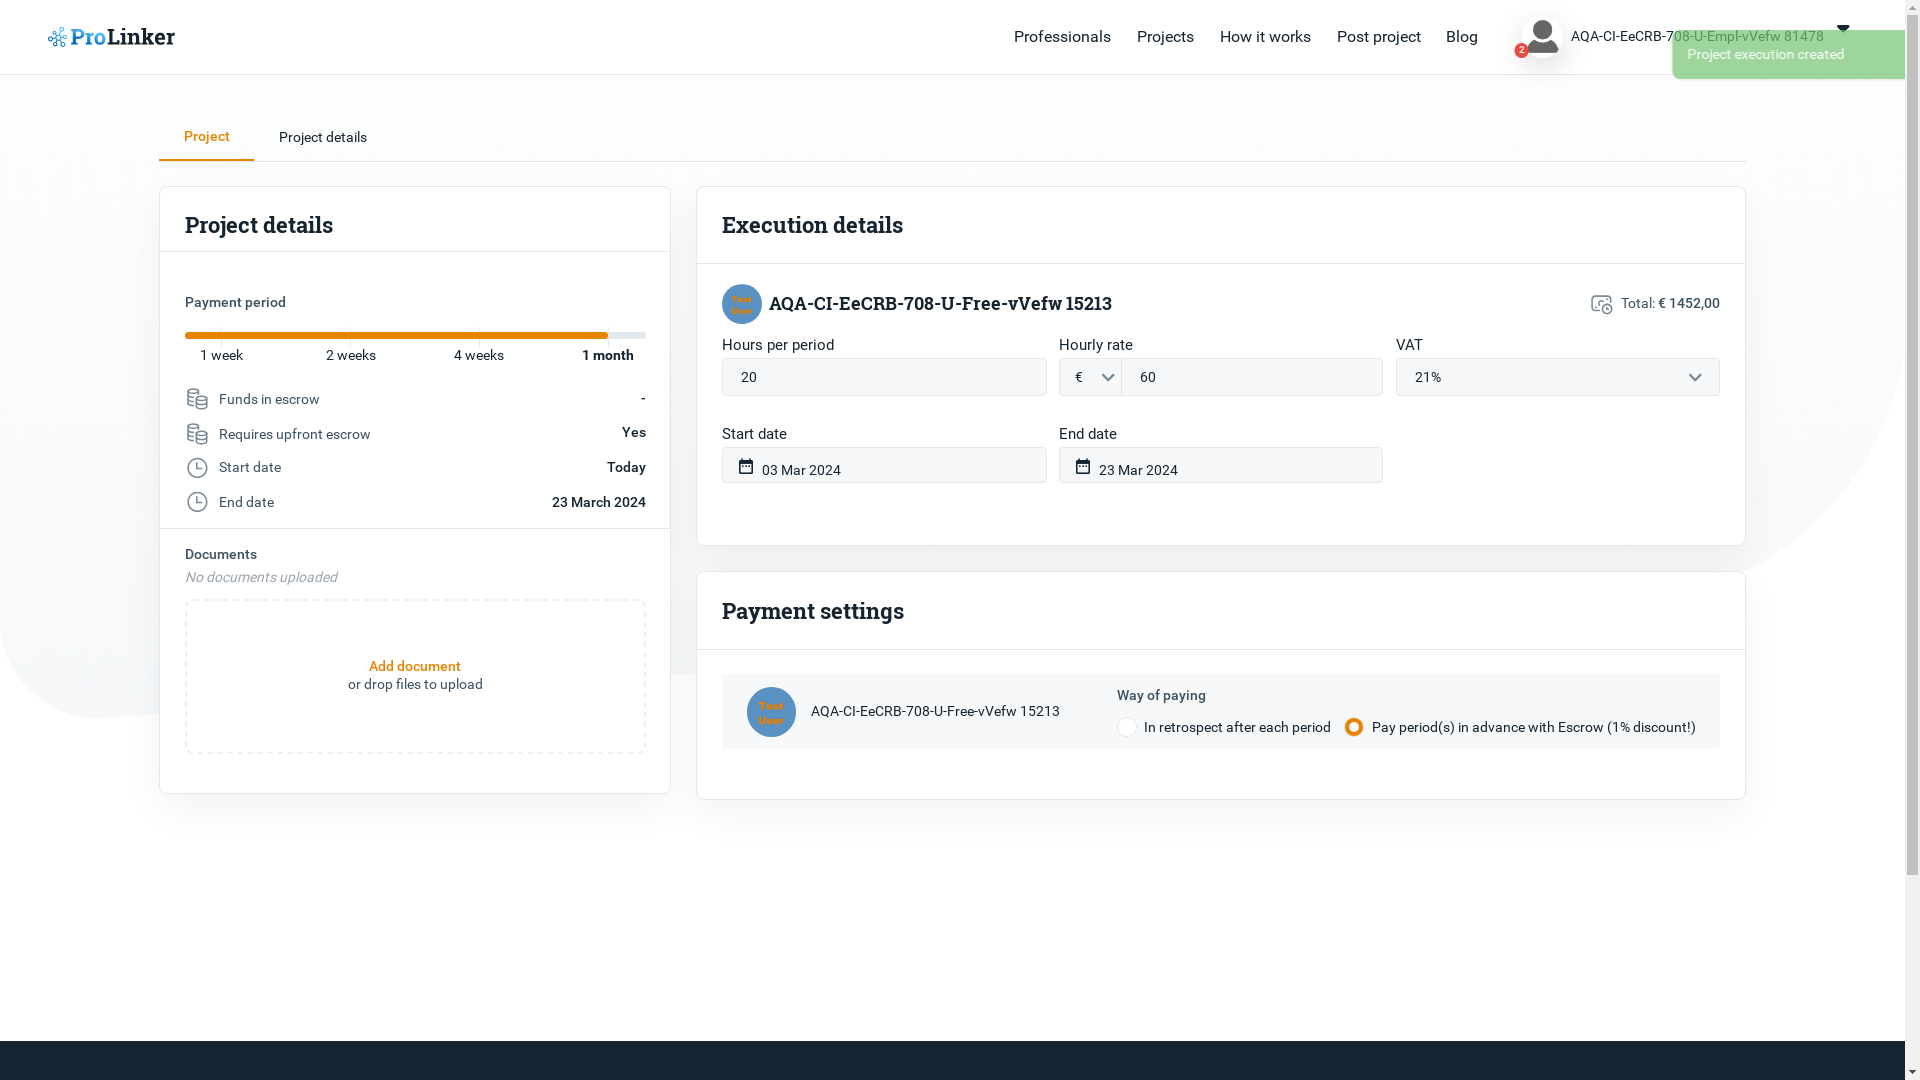 ProLinker
Professionals
Projects
How it works
Post project
Blog
2
AQA-CI-EeCRB-708-U-Empl-vVefw 81478
Project execution created
Project
Project details
Project details
Payment period
1 week
2 weeks
4 weeks
1 month
Funds in escrow
-
Requires upfront escrow
Yes
Start date
Today
End date
23 March 2024
Documents
No documents uploaded
Add document
or drop files to upload
Execution details
Test
User
AQA-CI-EeCRB-708-U-Free-vVefw 15213
Total: € 1452,00
Hours per period
Hourly rate
VAT
20
€
60
21%
Start date
End date
03 Mar 2024
23 Mar 2024
Payment settings
Test
User
AQA-CI-EeCRB-708-U-Free-vVefw 15213
Way of paying
In retrospect after each period
Pay period(s) in advance with Escrow (1% discount!)